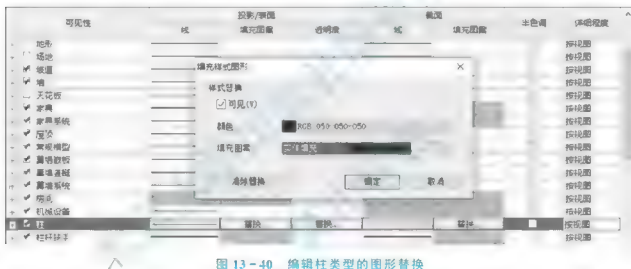 可见性
投影/表面
截面
半色调
详细程度
线
填充图案
透明度
线
填充图案
地形
按视图
场地
按视图
坡道
按视图
墙
按视图
天花板
按视图
家具
按视图
家具系统
按视图
屋顶
按视图
常规模型
按视图
幕墙嵌板
按视图
幕墙竖梃
按视图
幕墙系统
按视图
按视图
机械设备
按视图
柱
替换...
替换...
替换...
按视图
栏杆扶手
按视图
填充样式图形
×
样式替换
可见(V)
颜色
RGB 050-050-050
填充图案
实体填充
清除替换
确定
取消
图 13-40 编辑柱类型的图形替换